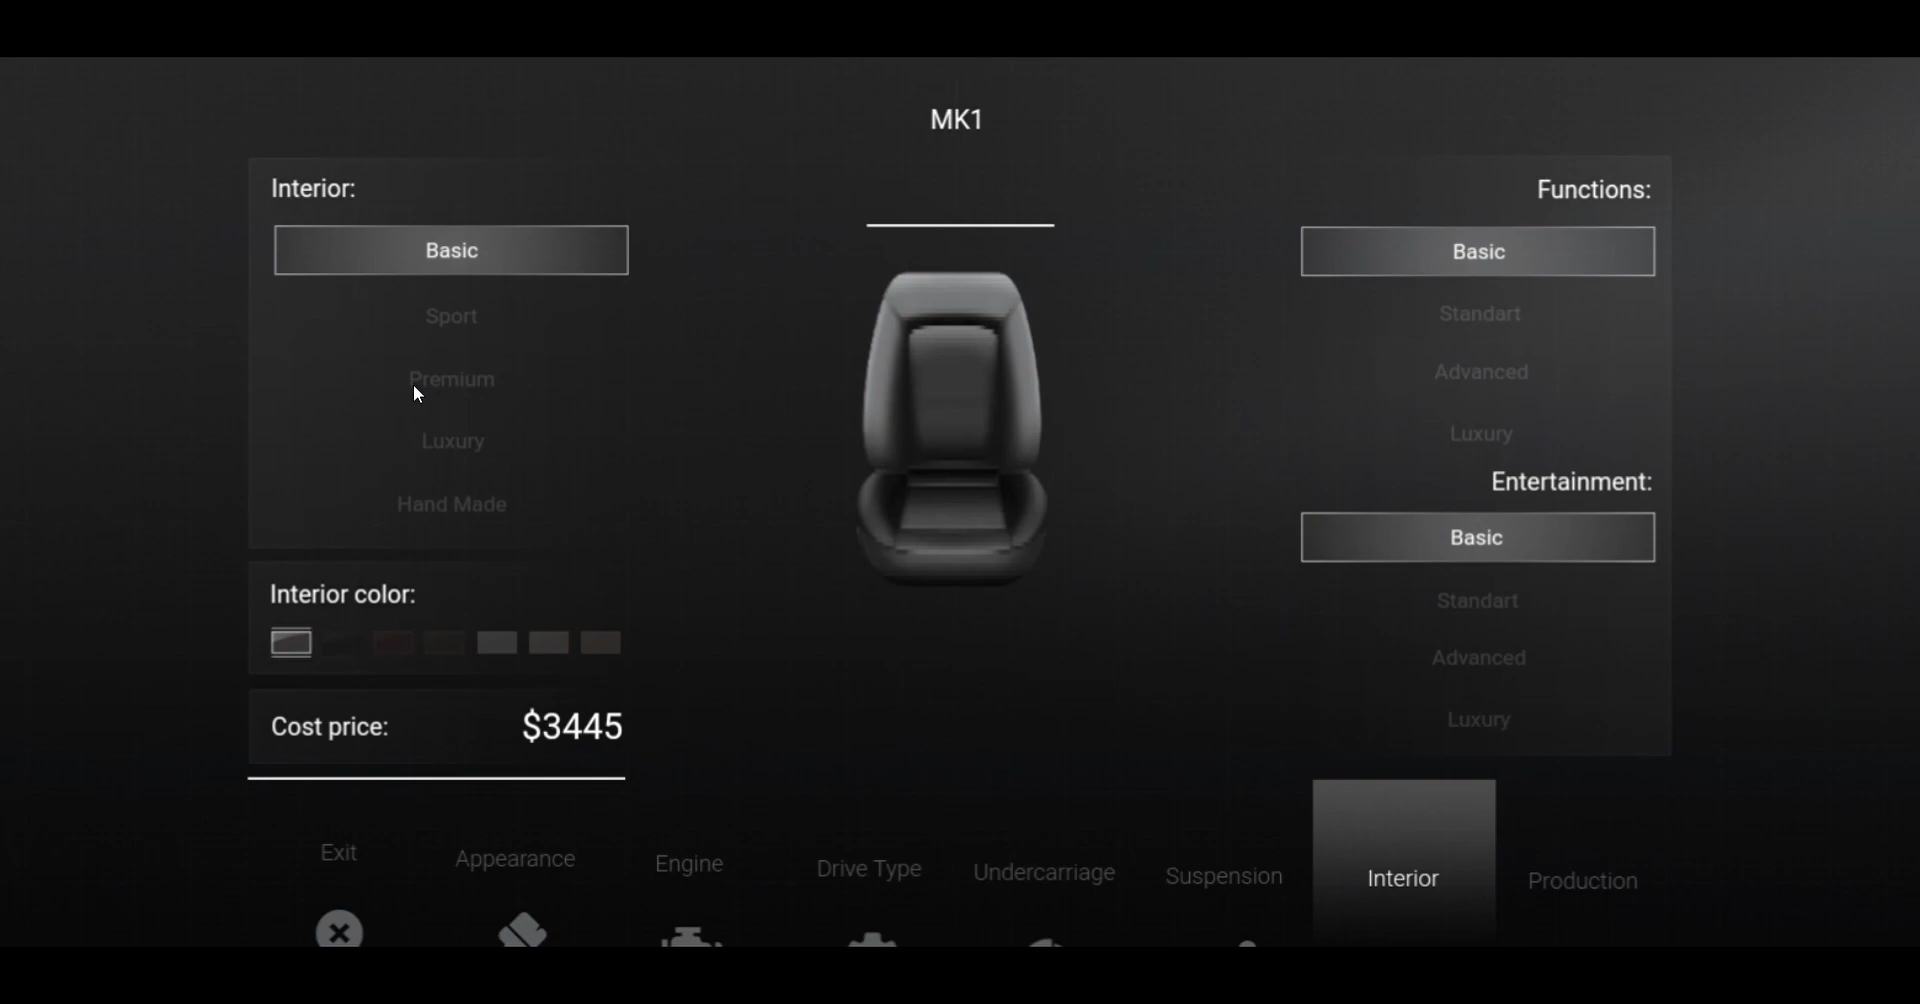 MK1
Interior:
Basic
Sport
Premium
Luxury
Hand Made
Interior color:
Cost price: $3445
Functions:
Basic
Standart
Advanced
Luxury
Entertainment:
Basic
Standart
Advanced
Luxury
Exit
Appearance
Engine
Drive Type
Undercarriage
Suspension
Interior
Production